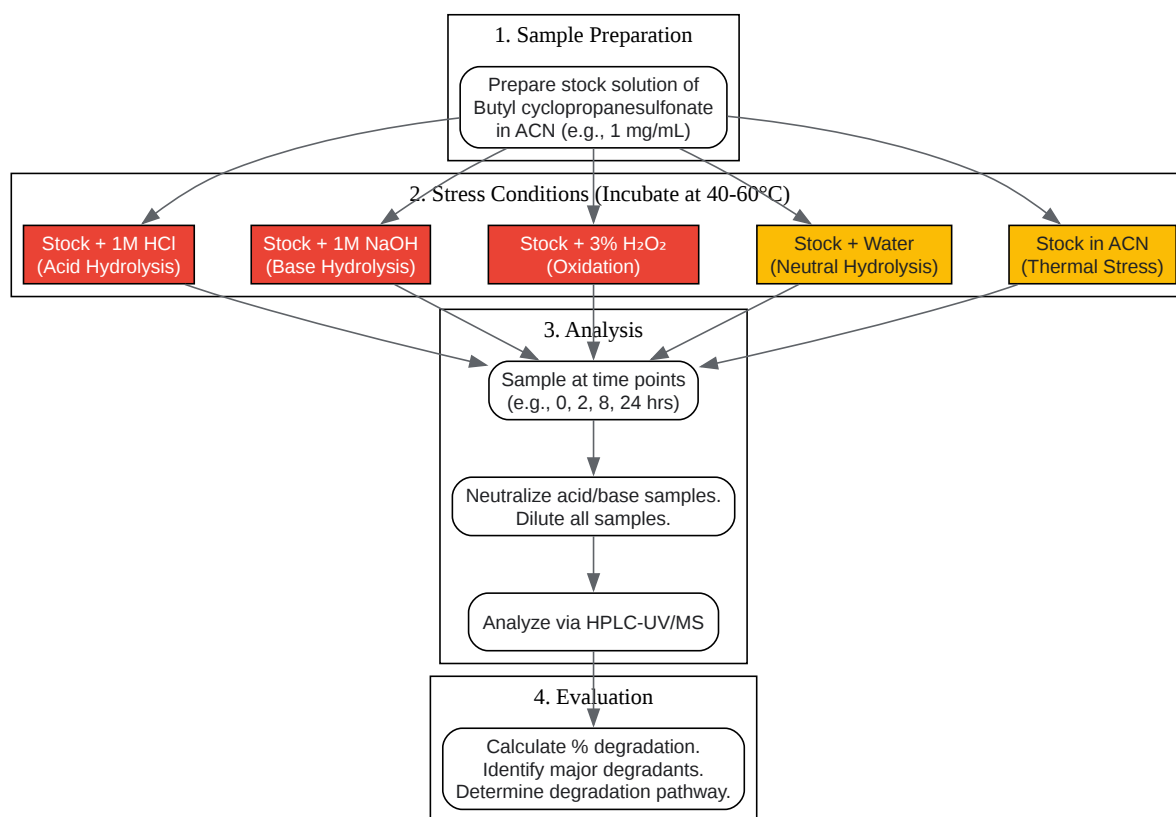 1. Sample Preparation
Prepare stock solution of
Butyl cyclopropanesulfonate
in ACN (e.g., 1 mg/mL)
2. Stress Conditions (Incubate at 40-60°C)
Stock + 1M HCl
(Acid Hydrolysis)
Stock + 1M NaOH
(Base Hydrolysis)
Stock + 3% H₂O₂
(Oxidation)
Stock + Water
(Neutral Hydrolysis)
Stock in ACN
(Thermal Stress)
3. Analysis
Sample at time points
(e.g., 0, 2, 8, 24 hrs)
Neutralize acid/base samples.
Dilute all samples.
Analyze via HPLC-UV/MS
4. Evaluation
Calculate % degradation.
Identify major degradants.
Determine degradation pathway.